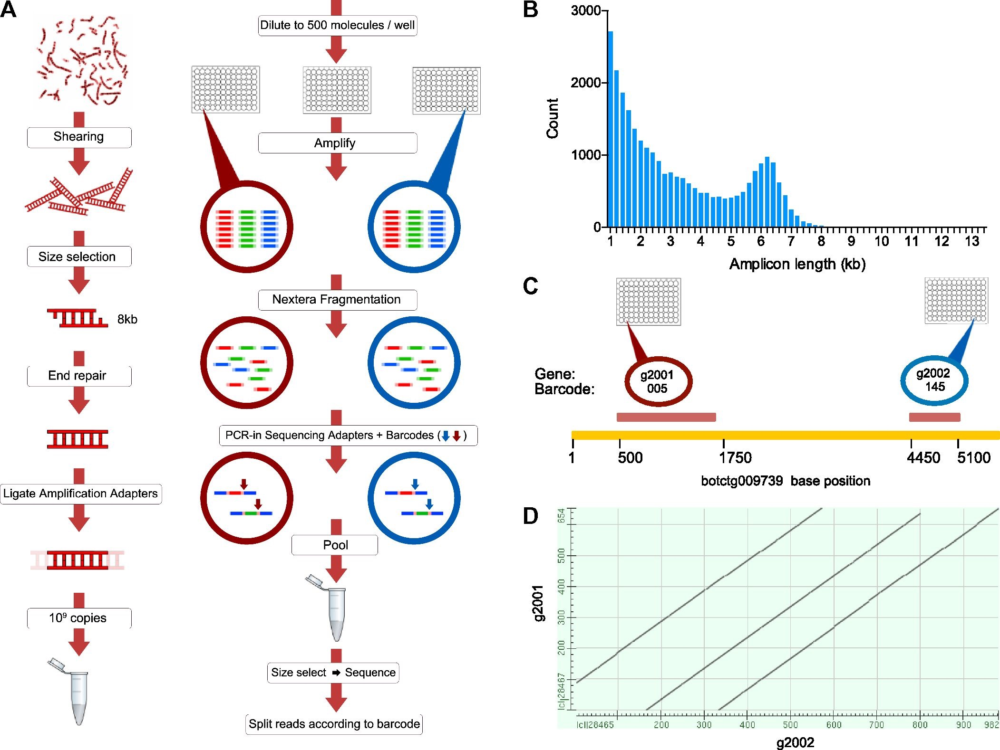 A
Shearing
Size selection
8kb
End repair
Ligate Amplification Adapters
10⁹ copies
Dilute to 500 molecules / well
Amplify
Nextera Fragmentation
PCR-in Sequencing Adapters + Barcodes ( )
Pool
Size select ➡ Sequence
Split reads according to barcode
B
3000
2000
1000
0
Count
1 2 3 4 5 6 7 8 9 10 11 12 13
Amplicon length (kb)
C
Gene:
Barcode:
g2001
005
g2002
145
1 500 1750 4450 5100
botctg009739 base position
D
654
500
400
300
200
lcl|28467
g2001
lcl|28465 200 300 400 500 600 700 800 900 982
g2002